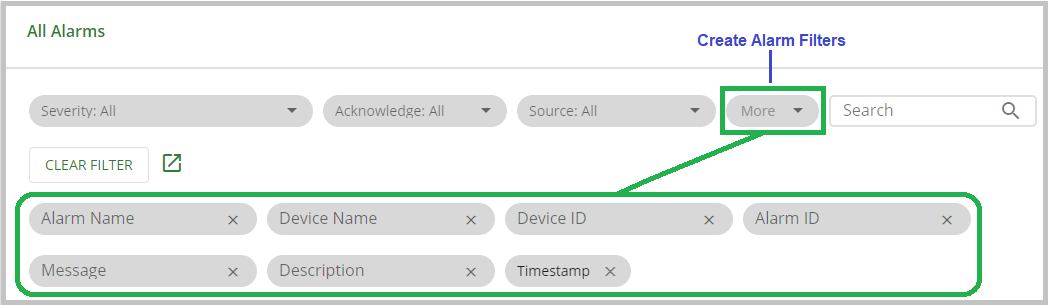 All Alarms
Create Alarm Filters
Severity: All Acknowledge: All Source: All More Search
CLEAR FILTER
Alarm Name Device Name Device ID Alarm ID
Message Description Timestamp